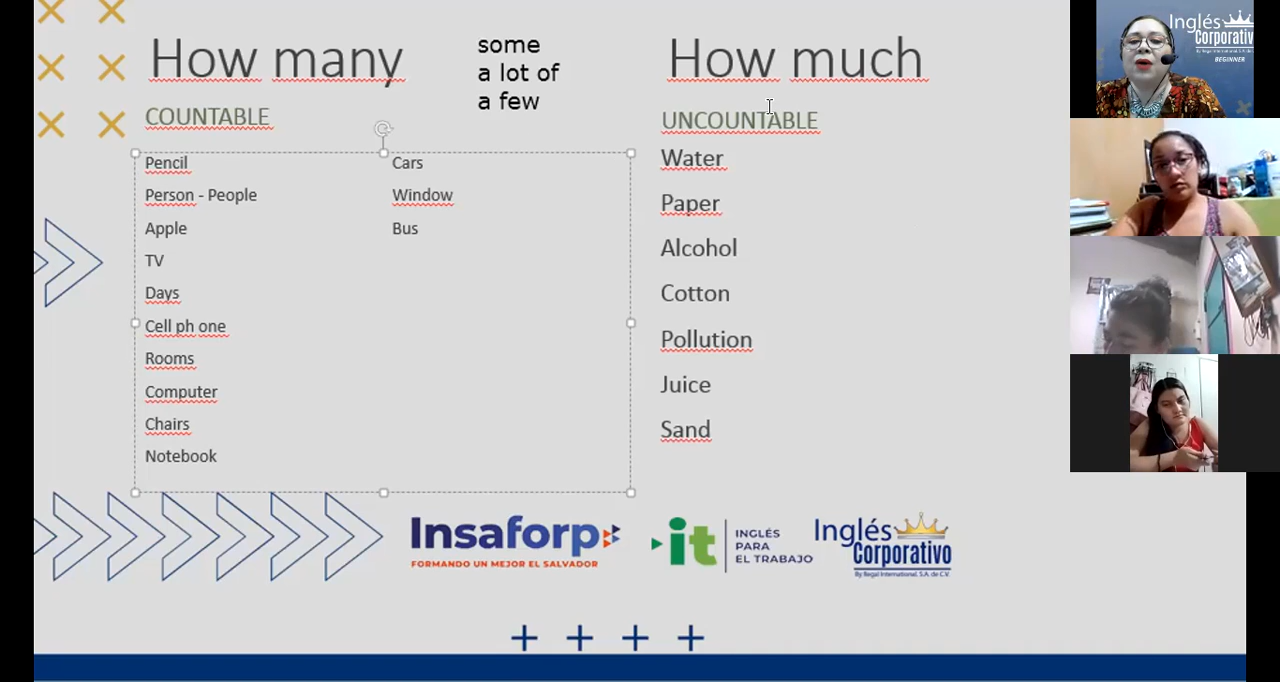 How many
some
a lot of
a few
How much
COUNTABLE
UNCOUNTABLE
Pencil
Person - People
Apple
TV
Days
Cell ph one
Rooms
Computer
Chairs
Notebook
Cars
Window
Bus
Water
Paper
Alcohol
Cotton
Pollution
Juice
Sand
Insaforp
FORMANDO UN MEJOR EL SALVADOR
it
INGLÉS
PARA
EL TRABAJO
Inglés
Corporativo
By Regal International, S.A. de C.V.
Inglés
Corporativo
BEGINNER